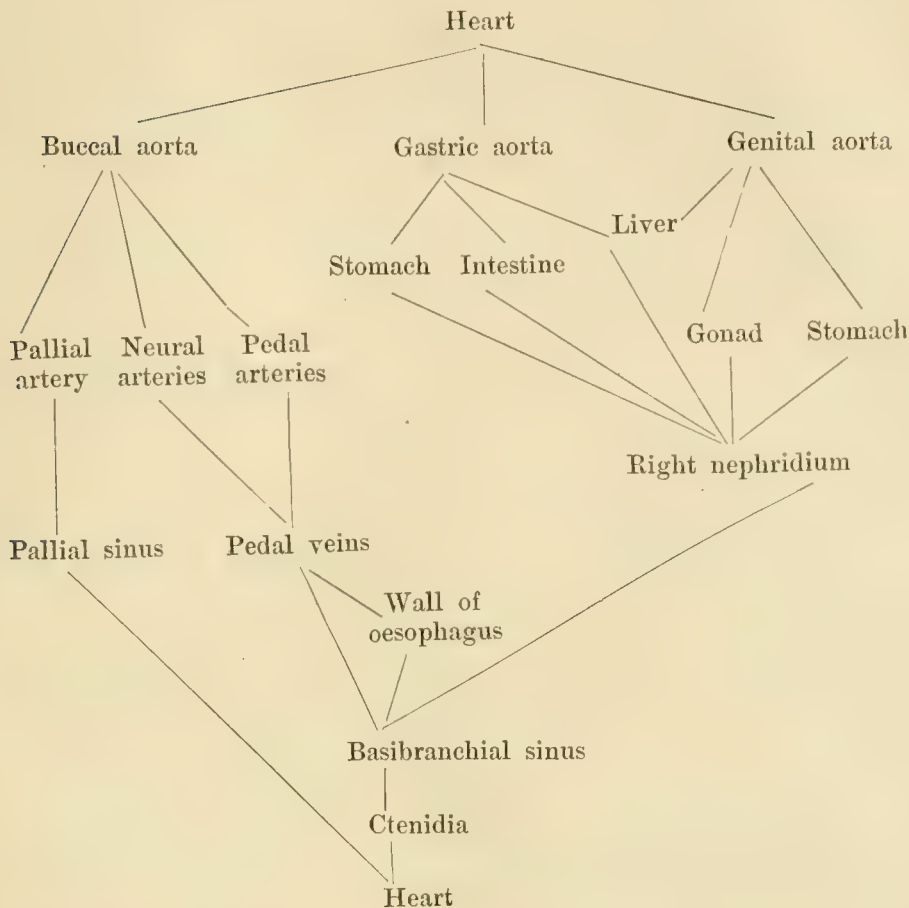 Heart
Buccal aorta
Gastric aorta
Genital aorta
Liver
Stomach
Intestine
Pallial
artery
Neural
arteries
Pedal
arteries
Gonad
Stomach
Right nephridium
Pallial sinus
Pedal veins
Wall of
oesophagus
Basibranchial sinus
Ctenidia
Heart